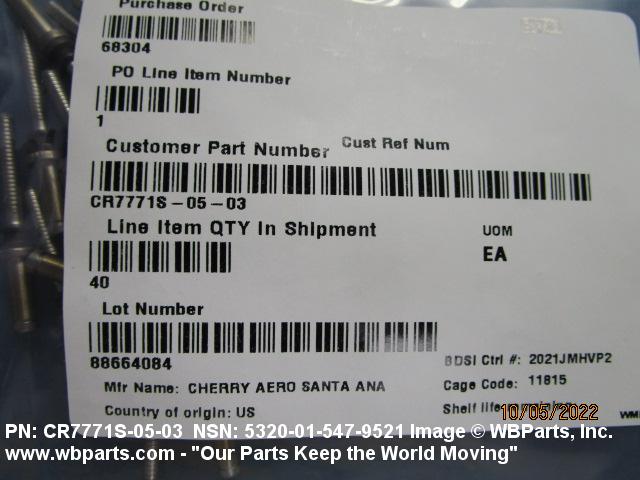 Purchase Order
68304
PO Line Item Number
1
Customer Part Number Cust Ref Num
CR7771S-05-03
Line Item QTY In Shipment UOM
EA
40
Lot Number
88664084
BDSI Ctrl #: 2021JMHVP2
Mfr Name: CHERRY AERO SANTA ANA Cage Code: 11815
Country of origin: US Shelf life
10/05/2022
PN: CR7771S-05-03 NSN: 5320-01-547-9521 Image © WBParts, Inc.
www.wbparts.com - "Our Parts Keep the World Moving"